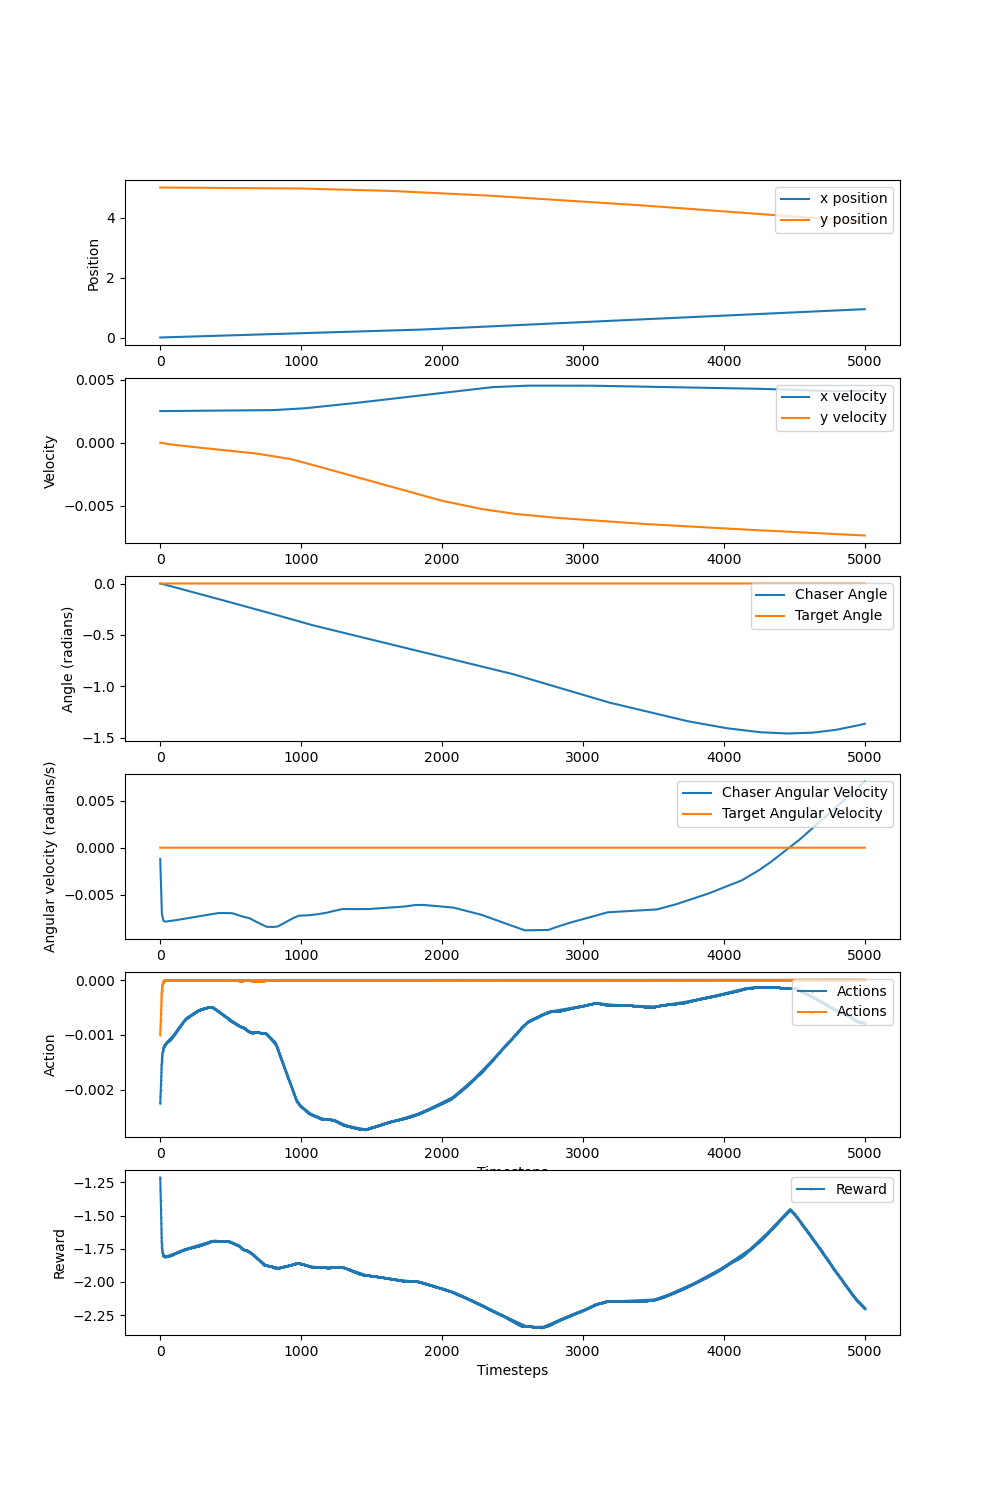 x position
y position
4
2
0
Position
0 1000 2000 3000 4000 5000
x velocity
y velocity
0.005
0.000
−0.005
Velocity
0 1000 2000 3000 4000 5000
Chaser Angle
Target Angle
0.0
−0.5
−1.0
−1.5
Angle (radians)
0 1000 2000 3000 4000 5000
Chaser Angular Velocity
Target Angular Velocity
0.005
0.000
−0.005
Angular velocity (radians/s)
0 1000 2000 3000 4000 5000
Actions
Actions
0.000
−0.001
−0.002
Action
0 1000 2000 3000 4000 5000
Timesteps
Reward
−1.25
−1.50
−1.75
−2.00
−2.25
Reward
0 1000 2000 3000 4000 5000
Timesteps